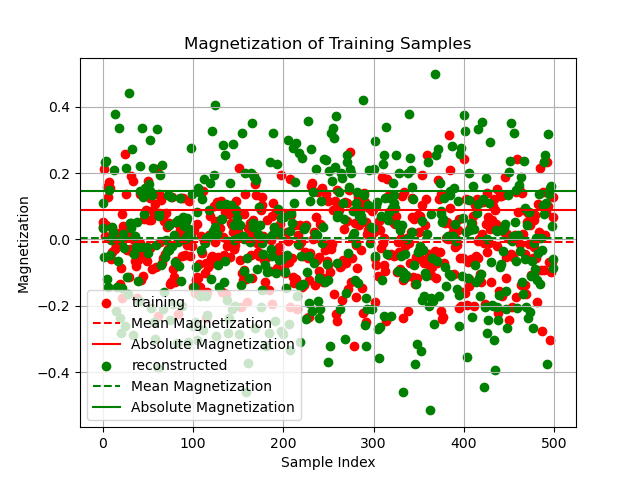 Magnetization of Training Samples
Magnetization
0.4
0.2
0.0
−0.2
−0.4
training
Mean Magnetization
Absolute Magnetization
reconstructed
Mean Magnetization
Absolute Magnetization
0 100 200 300 400 500
Sample Index